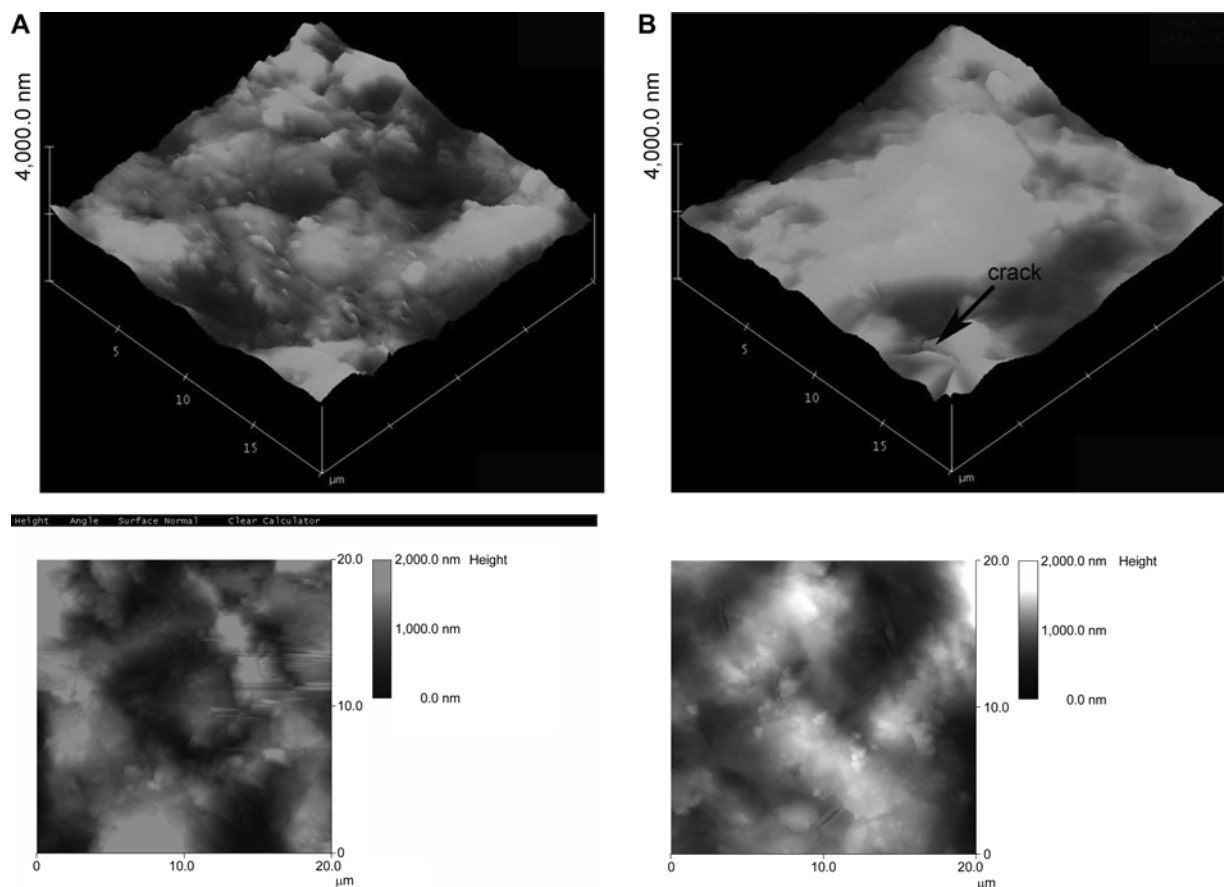 A
4,000.0 nm
5
10
15
µm
B
4,000.0 nm
crack
5
10
15
µm
Height Angle Surface Normal Clear Calculator
20.0
10.0
0
0
10.0
20.0
µm
2,000.0 nm Height
1,000.0 nm
0.0 nm
20.0
10.0
0
0
10.0
20.0
µm
2,000.0 nm Height
1,000.0 nm
0.0 nm